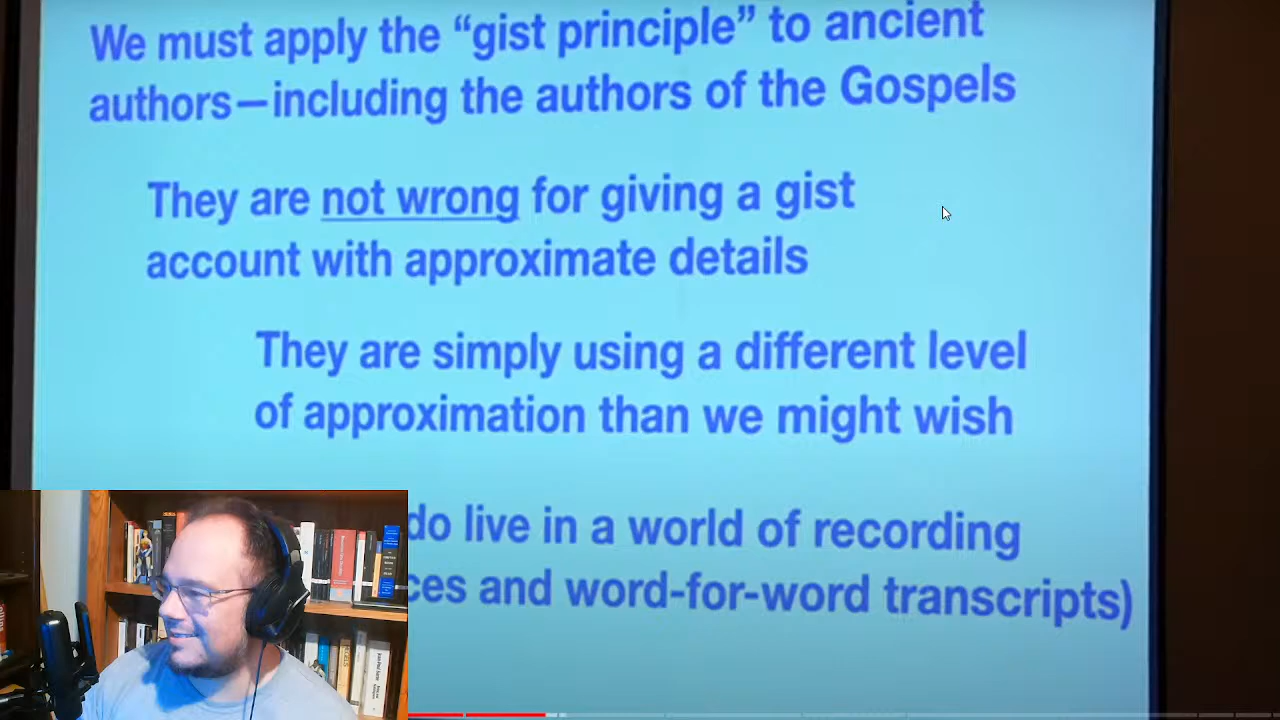 We must apply the “gist principle” to ancient
authors—including the authors of the Gospels
They are not wrong for giving a gist
account with approximate details
They are simply using a different level
of approximation than we might wish
do live in a world of recording
ces and word-for-word transcripts)